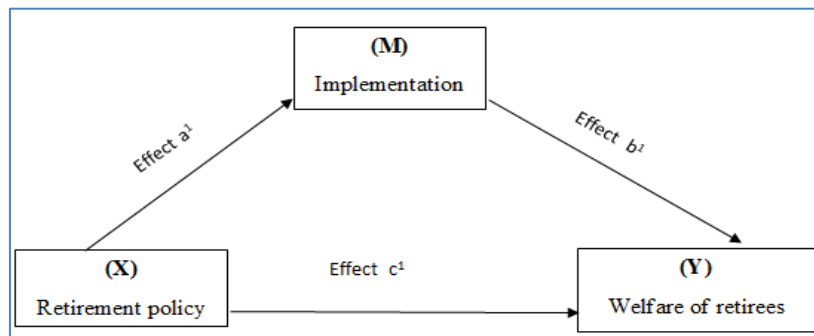 (M)
Implementation
Effect a¹
Effect b¹
(X)
Retirement policy
Effect c¹
(Y)
Welfare of retirees